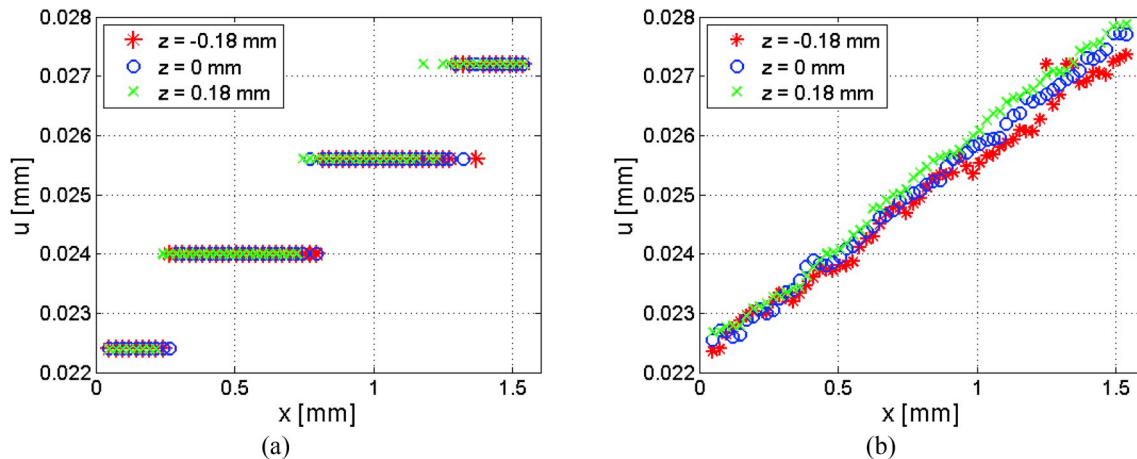 0.028
0.027
0.026
0.025
0.024
0.023
0.022
u [mm]
0
0.5
1
1.5
x [mm]
z = -0.18 mm
z = 0 mm
z = 0.18 mm
(a)
0.028
0.027
0.026
0.025
0.024
0.023
0.022
u [mm]
0
0.5
1
1.5
x [mm]
z = -0.18 mm
z = 0 mm
z = 0.18 mm
(b)